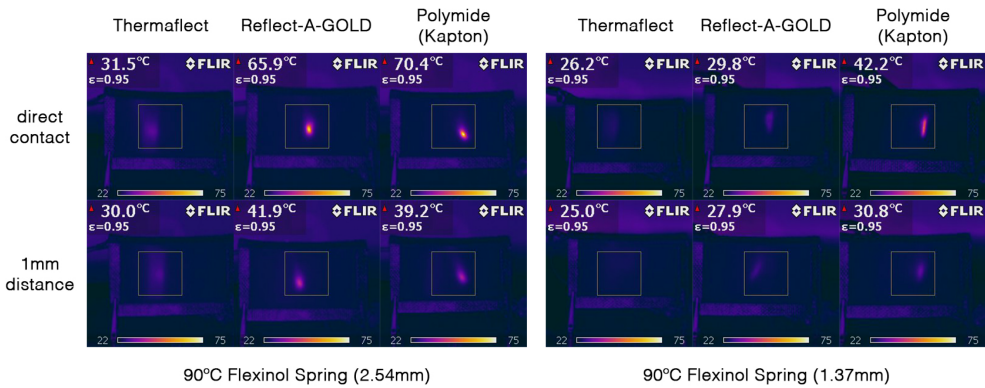 Thermaflect Reflect-A-GOLD Polymide (Kapton) Thermaflect Reflect-A-GOLD Polymide (Kapton)
direct contact
31.5°C FLIR 65.9°C FLIR 70.4°C FLIR 26.2°C FLIR 29.8°C FLIR 42.2°C FLIR
ε=0.95 ε=0.95 ε=0.95 ε=0.95 ε=0.95 ε=0.95
22 75 22 75 22 75 22 75 22 75 22 75
1mm distance
30.0°C FLIR 41.9°C FLIR 39.2°C FLIR 25.0°C FLIR 27.9°C FLIR 30.8°C FLIR
ε=0.95 ε=0.95 ε=0.95 ε=0.95 ε=0.95 ε=0.95
22 75 22 75 22 75 22 75 22 75 22 75
90ºC Flexinol Spring (2.54mm) 90ºC Flexinol Spring (1.37mm)